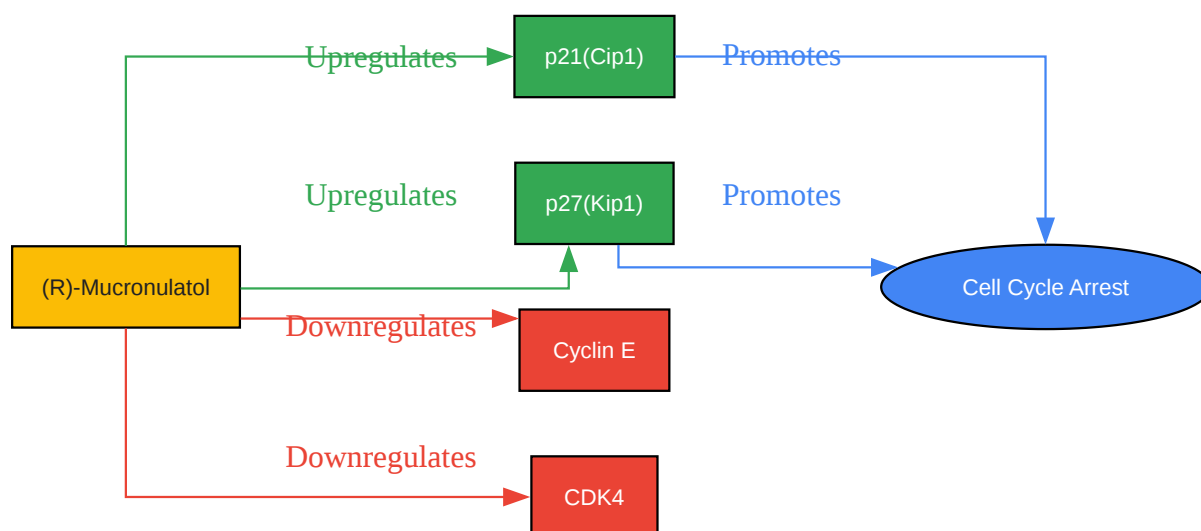 Upregulates
p21(Cip1)
Promotes
Upregulates
p27(Kip1)
Promotes
(R)-Mucronulatol
Cell Cycle Arrest
Downregulates
Cyclin E
Downregulates
CDK4